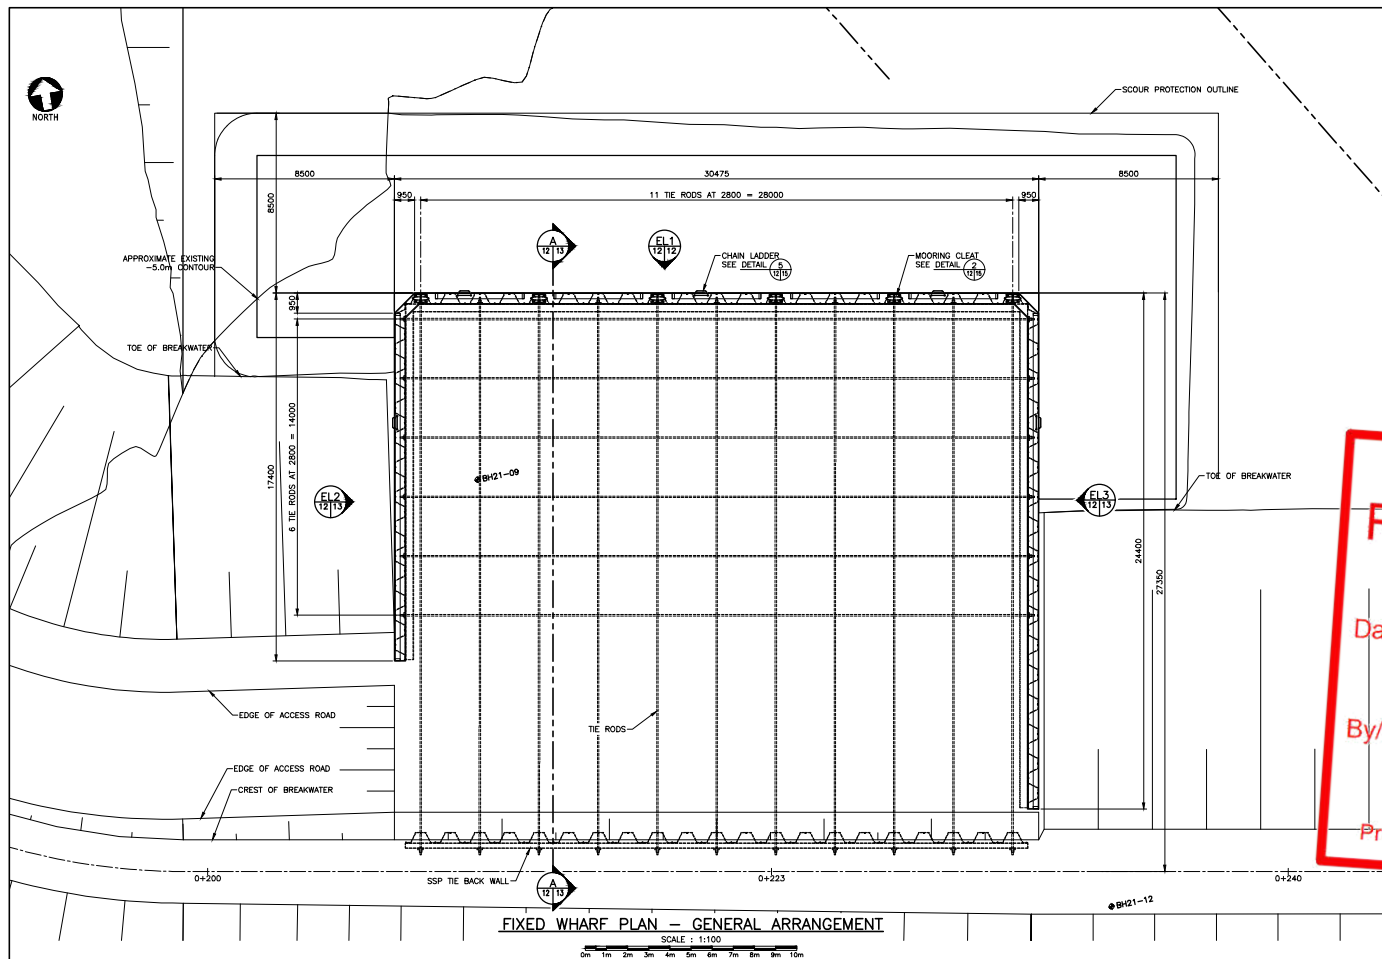 NORTH
SCOUR PROTECTION OUTLINE
8500
30475
8500
950
11 TIE RODS AT 2800 = 28000
950
8500
A
12 13
EL1
12 12
CHAIN LADDER
SEE DETAIL
5
12 15
MOORING CLEAT
SEE DETAIL
2
APPROXIMATE EXISTING
-5.0m CONTOUR
950
TOE OF BREAKWATER
6 TIE RODS AT 2800 = 14000
17400
BH21-09
EL2
12 13
EL3
12 13
TOE OF BREAKWATER
24400
27350
Da
By/
Pr
EDGE OF ACCESS ROAD
TIE RODS
EDGE OF ACCESS ROAD
CREST OF BREAKWATER
0+200
SSP TIE BACK WALL
A
12 13
0+223
0+240
BH21-12
FIXED WHARF PLAN – GENERAL ARRANGEMENT
SCALE : 1:100
0m 1m 2m 3m 4m 5m 6m 7m 8m 9m 10m